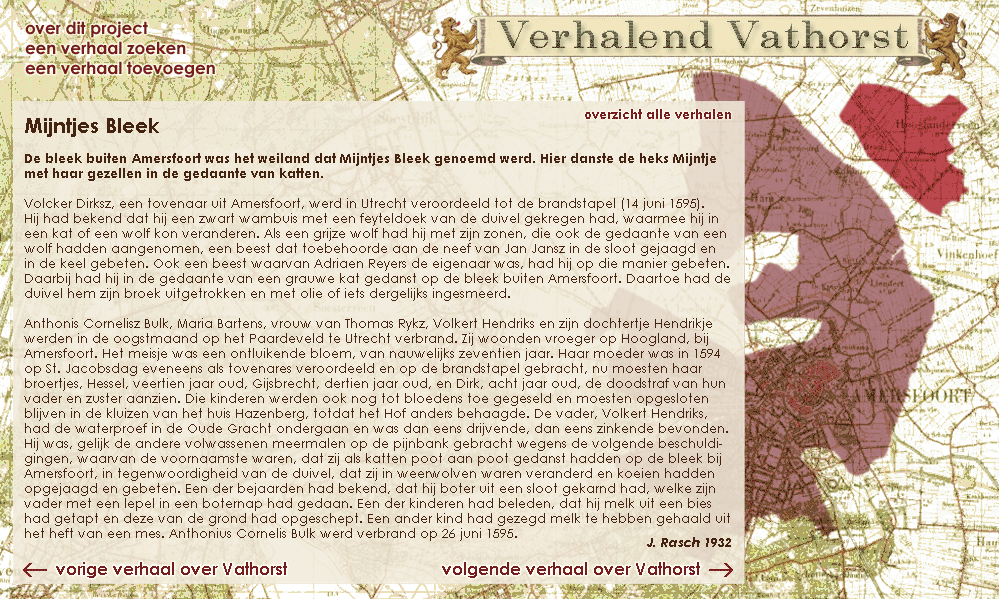 over dit project
een verhaal zoeken
een verhaal toevoegen
Verhalend Vathorst
overzicht alle verhalen
Mijntjes Bleek
De bleek buiten Amersfoort was het weiland dat Mijntjes Bleek genoemd werd. Hier danste de heks Mijntje
met haar gezellen in de gedaante van katten.
Volcker Dirksz, een tovenaar uit Amersfoort, werd in Utrecht veroordeeld tot de brandstapel (14 juni 1595).
Hij had bekend dat hij een zwart wambuis met een feyteldoek van de duivel gekregen had, waarmee hij in
een kat of een wolf kon veranderen. Als een grijze wolf had hij met zijn zonen, die ook de gedaante van een
wolf hadden aangenomen, een beest dat toebehoorde aan de neef van Jan Jansz in de sloot gejaagd en
in de keel gebeten. Ook een beest waarvan Adriaen Reyers de eigenaar was, had hij op die manier gebeten.
Daarbij had hij in de gedaante van een grauwe kat gedanst op de bleek buiten Amersfoort. Daartoe had de
duivel hem zijn broek uitgetrokken en met olie of iets dergelijks ingesmeerd.
Anthonis Cornelisz Bulk, Maria Bartens, vrouw van Thomas Rykz, Volkert Hendriks en zijn dochtertje Hendrikje
werden in de oogstmaand op het Paardeveld te Utrecht verbrand. Zij woonden vroeger op Hoogland, bij
Amersfoort. Het meisje was een ontluikende bloem, van nauwelijks zeventien jaar. Haar moeder was in 1594
op St. Jacobsdag eveneens als tovenares veroordeeld en op de brandstapel gebracht, nu moesten haar
broertjes, Hessel, veertien jaar oud, Gijsbrecht, dertien jaar oud, en Dirk, acht jaar oud, de doodstraf van hun
vader en zuster aanzien. Die kinderen werden ook nog tot bloedens toe gegeseld en moesten opgesloten
blijven in de kluizen van het huis Hazenberg, totdat het Hof anders behaagde. De vader, Volkert Hendriks,
had de waterproef in de Oude Gracht ondergaan en was dan eens drijvende, dan eens zinkende bevonden.
Hij was, gelijk de andere volwassenen meermalen op de pijnbank gebracht wegens de volgende beschuldi-
gingen, waarvan de voornaamste waren, dat zij als katten poot aan poot gedanst hadden op de bleek bij
Amersfoort, in tegenwoordigheid van de duivel, dat zij in weerwolven waren veranderd en koeien hadden
opgejaagd en gebeten. Een der bejaarden had bekend, dat hij boter uit een sloot gekarnd had, welke zijn
vader met een lepel in een boternap had gedaan. Een der kinderen had beleden, dat hij melk uit een bies
had getapt en deze van de grond had opgeschept. Een ander kind had gezegd melk te hebben gehaald uit
het heft van een mes. Anthonius Cornelis Bulk werd verbrand op 26 juni 1595.
J. Rasch 1932
← vorige verhaal over Vathorst
volgende verhaal over Vathorst →
AMERSFOORT